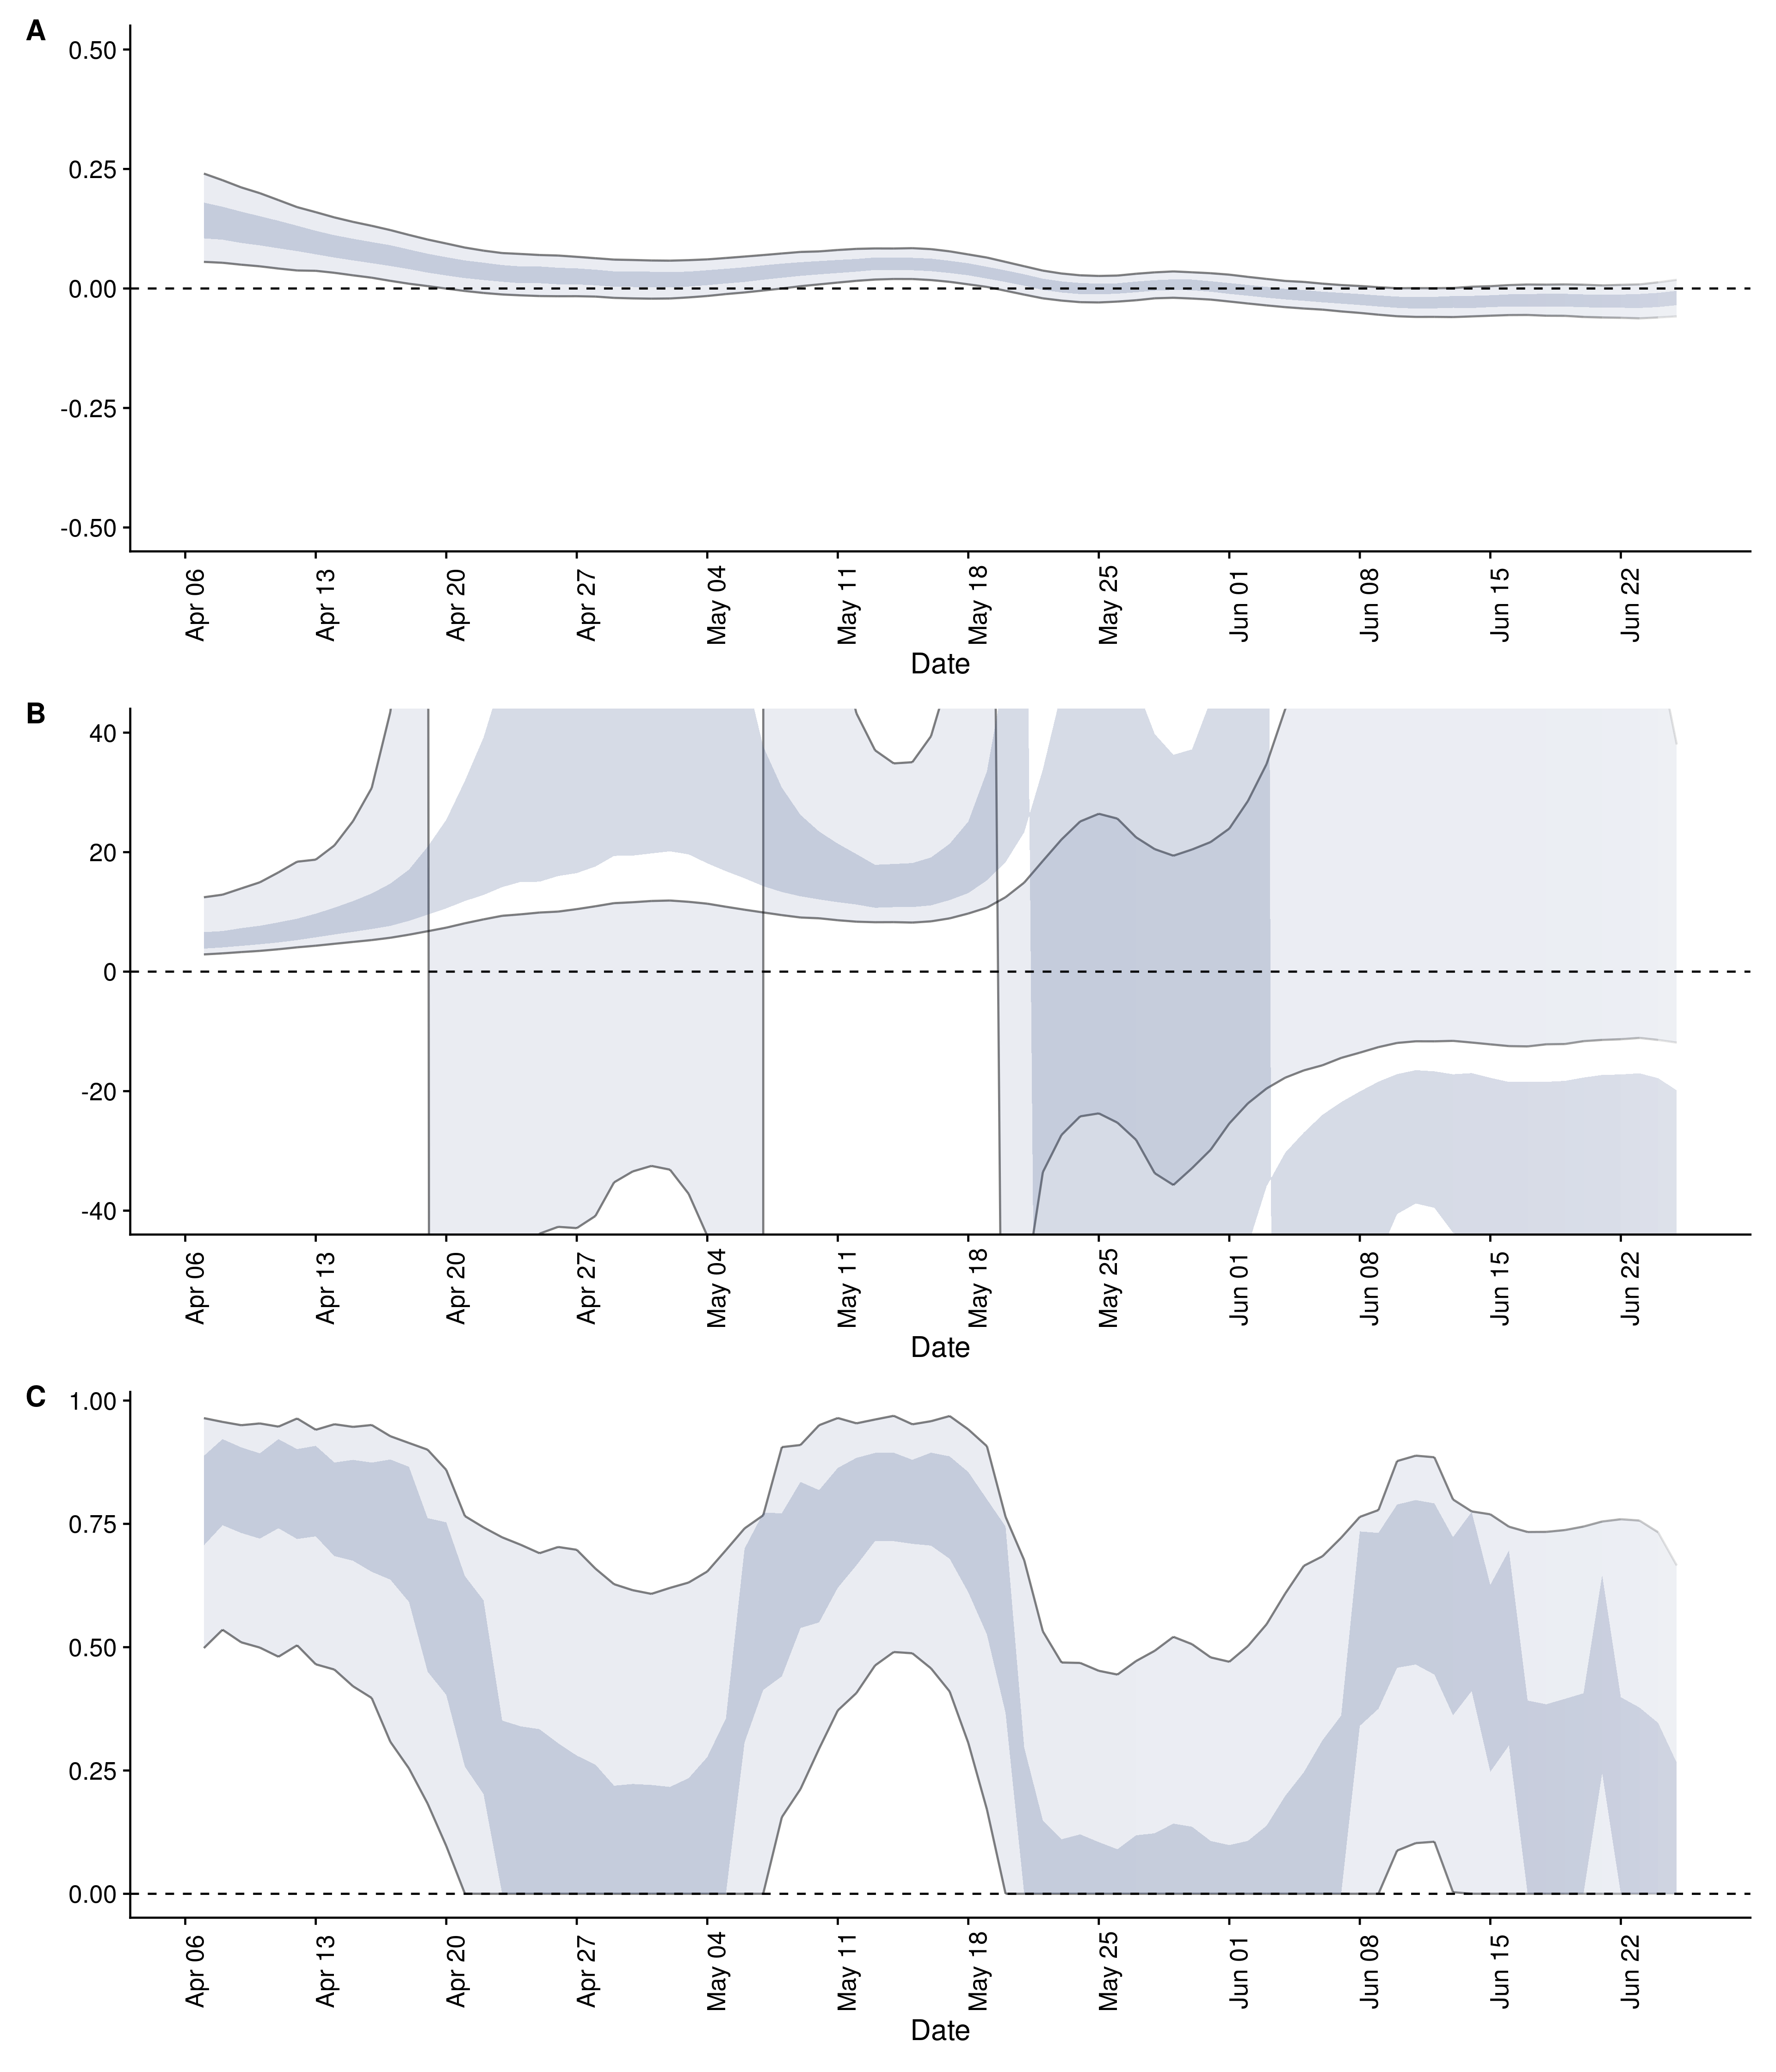 A
0.50
0.25
0.00
-0.25
-0.50
Apr 06
Apr 13
Apr 20
Apr 27
May 04
May 11
May 18
May 25
Jun 01
Jun 08
Jun 15
Jun 22
Date
B
40
20
0
-20
-40
Apr 06
Apr 13
Apr 20
Apr 27
May 04
May 11
May 18
May 25
Jun 01
Jun 08
Jun 15
Jun 22
Date
C
1.00
0.75
0.50
0.25
0.00
Apr 06
Apr 13
Apr 20
Apr 27
May 04
May 11
May 18
May 25
Jun 01
Jun 08
Jun 15
Jun 22
Date